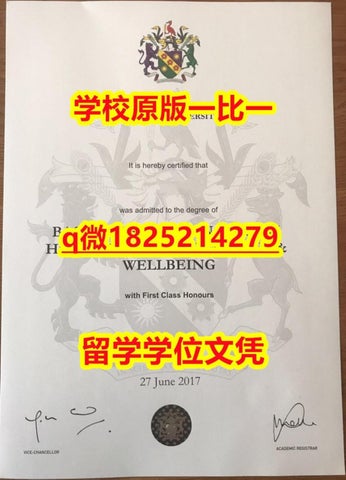 学校原版一比一
It is hereby certified that
was admitted to the degree of
q微1825214279
WELLBEING
with First Class Honours
留学学位文凭
27 June 2017
VICE-CHANCELLOR
ACADEMIC REGISTRAR